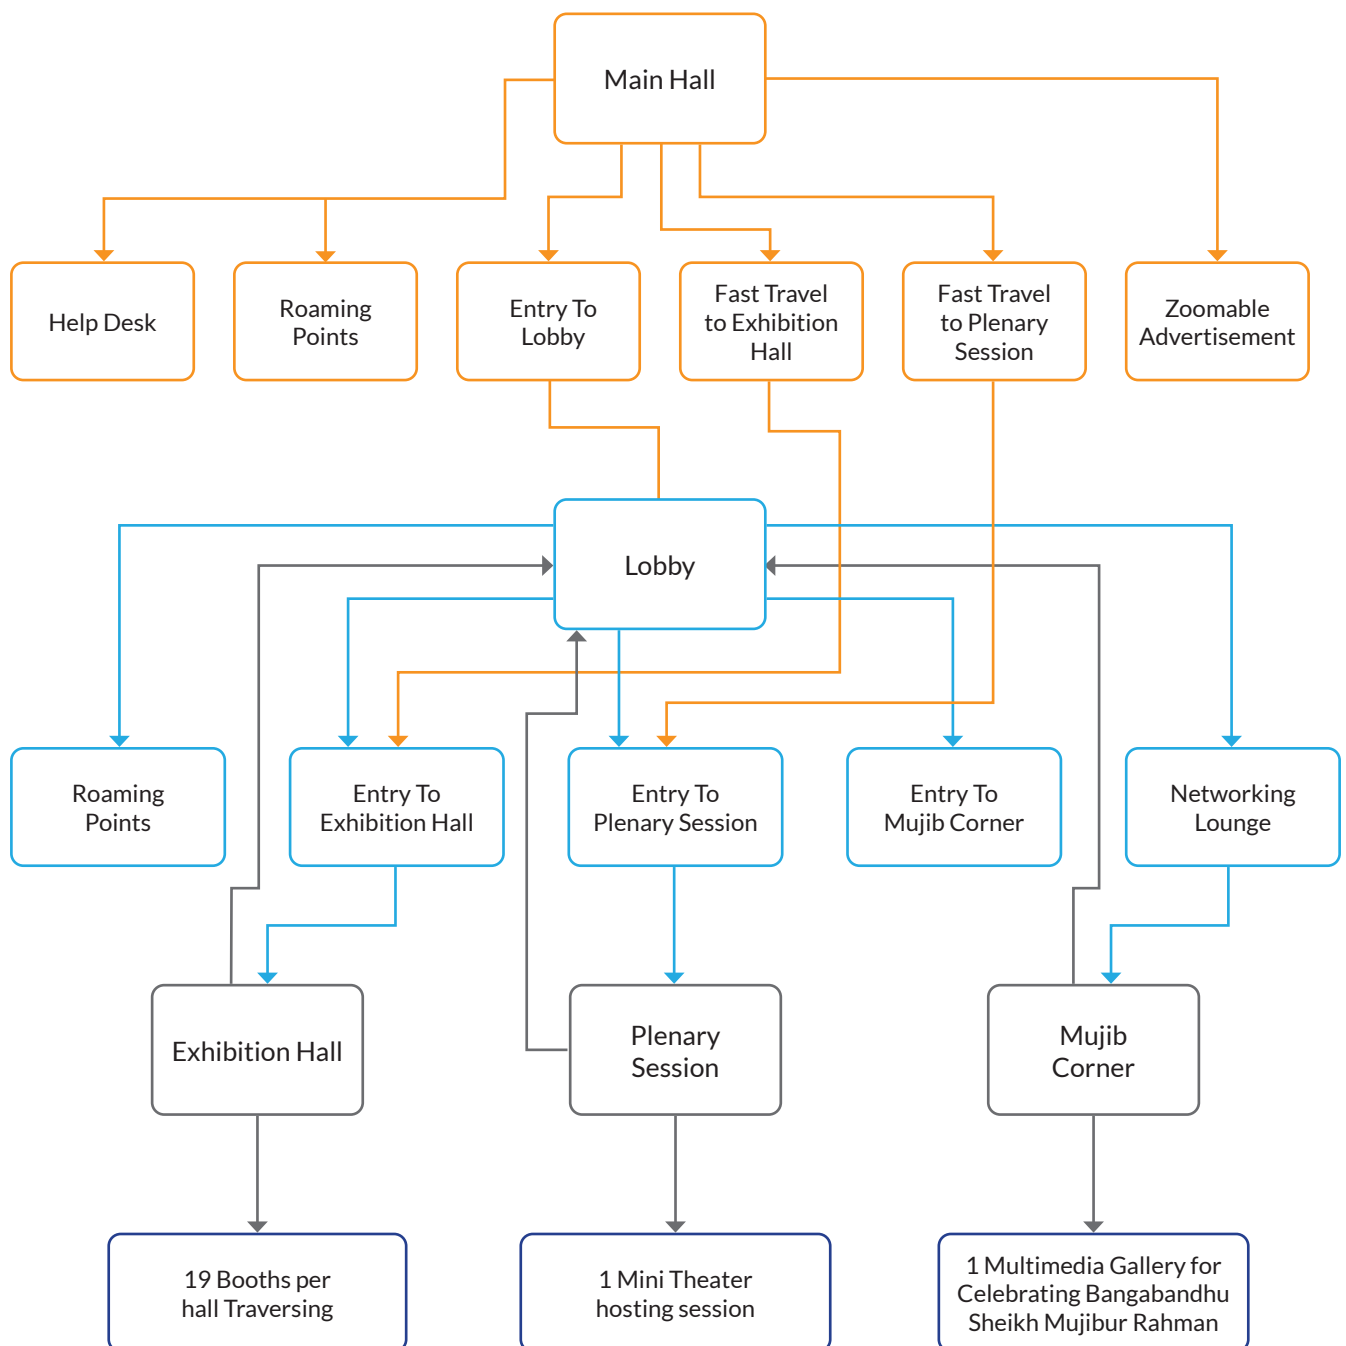 Main Hall
Help Desk
Roaming
Points
Entry To
Lobby
Fast Travel
to Exhibition
Hall
Fast Travel
to Plenary
Session
Zoomable
Advertisement
Lobby
Roaming
Points
Entry To
Exhibition Hall
Entry To
Plenary Session
Entry To
Mujib Corner
Networking
Lounge
Exhibition Hall
Plenary
Session
Mujib
Corner
19 Booths per
hall Traversing
1 Mini Theater
hosting session
1 Multimedia Gallery for
Celebrating Bangabandhu
Sheikh Mujibur Rahman